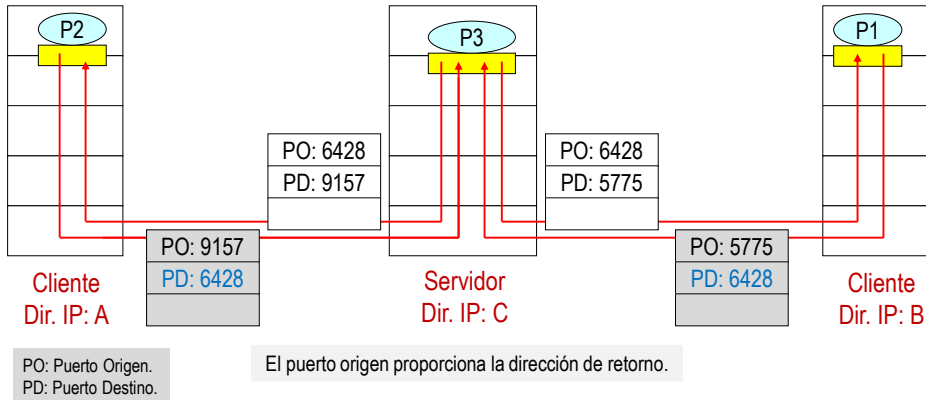 P2
P3
P1
PO: 6428
PD: 9157
PO: 6428
PD: 5775
PO: 9157
PD: 6428
PO: 5775
PD: 6428
Cliente
Dir. IP: A
Servidor
Dir. IP: C
Cliente
Dir. IP: B
PO: Puerto Origen.
PD: Puerto Destino.
El puerto origen proporciona la dirección de retorno.